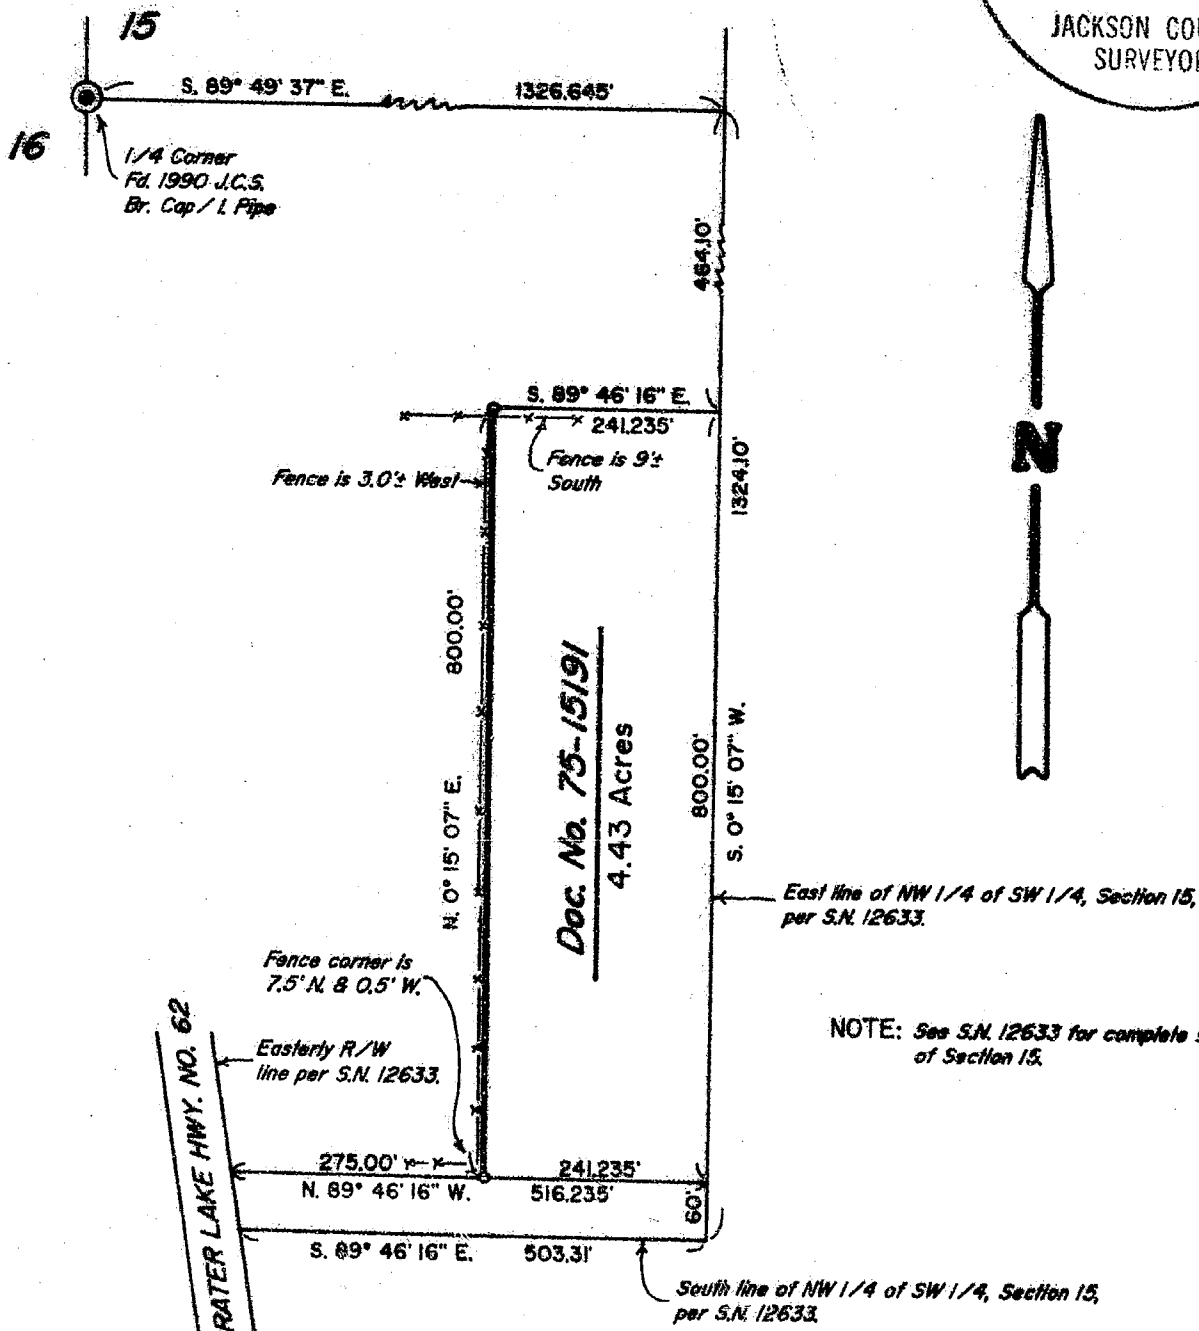 15
JACKSON COU
SURVEYOR
S. 89° 49' 37" E.
1326.645'
16
1/4 Corner
Fd. 1990 J.C.S.
Br. Cap / I. Pipe
464.10'
S. 89° 46' 16" E.
241.235'
Fence is 9'±
South
Fence is 3.0'± West
1324.10'
N
800.00'
N. 0° 15' 07" E.
Doc. No. 75-15191
4.43 Acres
800.00'
S. 0° 15' 07" W.
East line of NW 1/4 of SW 1/4, Section 15,
per S.N. 12633.
Fence corner is
7.5' N. & 0.5' W.
NOTE: See S.N. 12633 for complete s
of Section 15.
Easterly R/W
line per S.N. 12633.
RATER LAKE HWY. NO. 62
275.00'
241.235'
N. 89° 46' 16" W.
516.235'
60'
S. 89° 46' 16" E.
503.31'
South line of NW 1/4 of SW 1/4, Section 15,
per S.N. 12633.